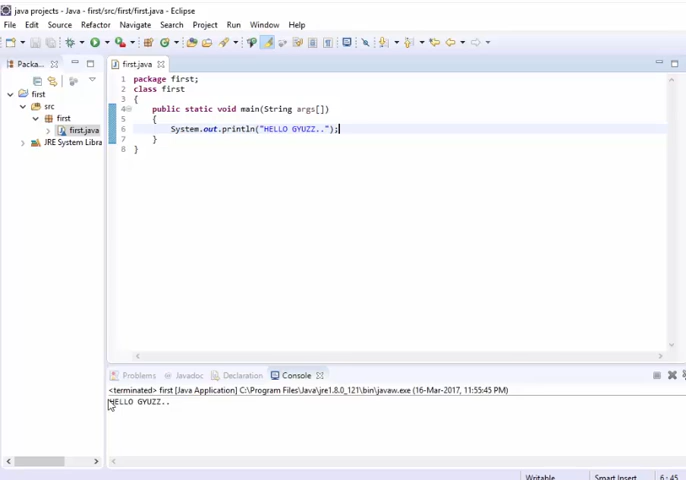 java projects - Java - first/src/first/first.java - Eclipse
File Edit Source Refactor Navigate Search Project Run Window Help
Packa...
first
src
first
first.java
JRE System Libra
first.java
1 package first;
2 class first
3 {
4 public static void main(String args[])
5 {
6 System.out.println("HELLO GYUZZ..");
7 }
8 }
Problems Javadoc Declaration Console
<terminated> first [Java Application] C:\Program Files\Java\jre1.8.0_121\bin\javaw.exe (16-Mar-2017, 11:55:45 PM)
HELLO GYUZZ..
Writable Smart Insert 6 : 45